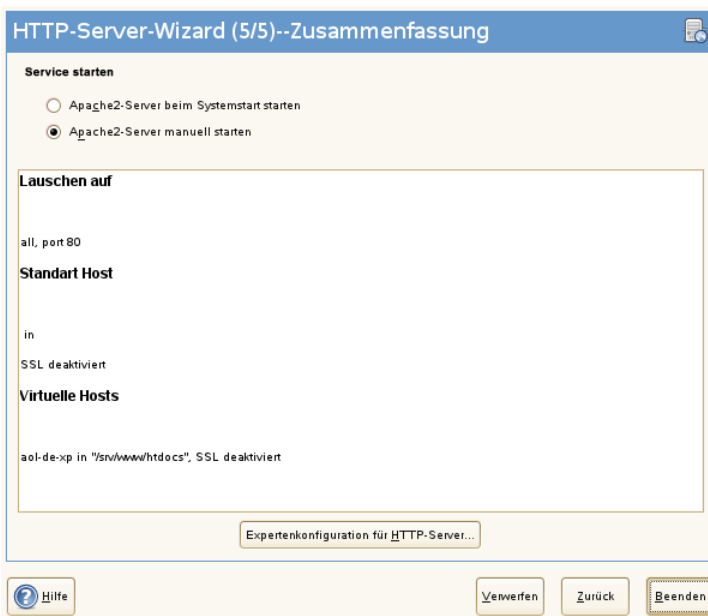 HTTP-Server-Wizard (5/5)--Zusammenfassung
Service starten
Apache2-Server beim Systemstart starten
Apache2-Server manuell starten
Lauschen auf
all, port 80
Standart Host
in
SSL deaktiviert
Virtuelle Hosts
aol-de-xp in "/srv/www/htdocs", SSL deaktiviert
Expertenkonfiguration für HTTP-Server...
Hilfe
Verwerfen
Zurück
Beenden